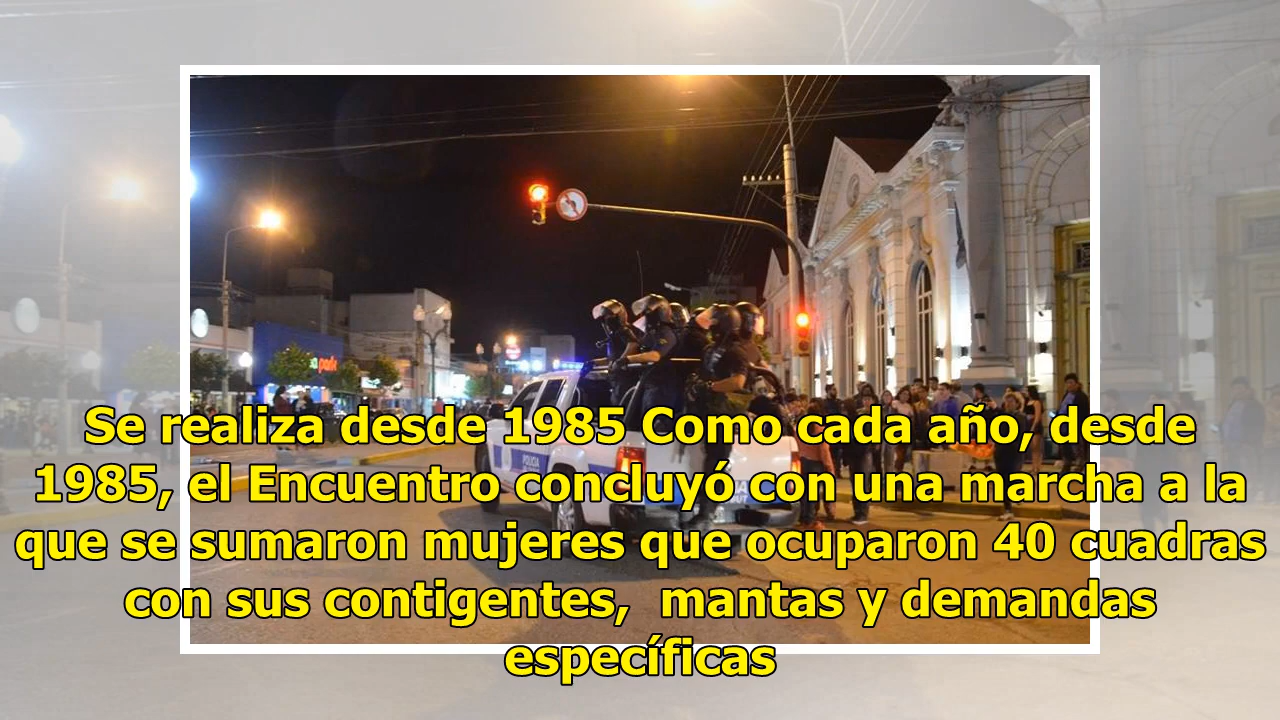 Se realiza desde 1985 Como cada año, desde
1985, el Encuentro concluyó con una marcha a la
que se sumaron mujeres que ocuparon 40 cuadras
con sus contigentes,  mantas y demandas
específicas
POLICIA